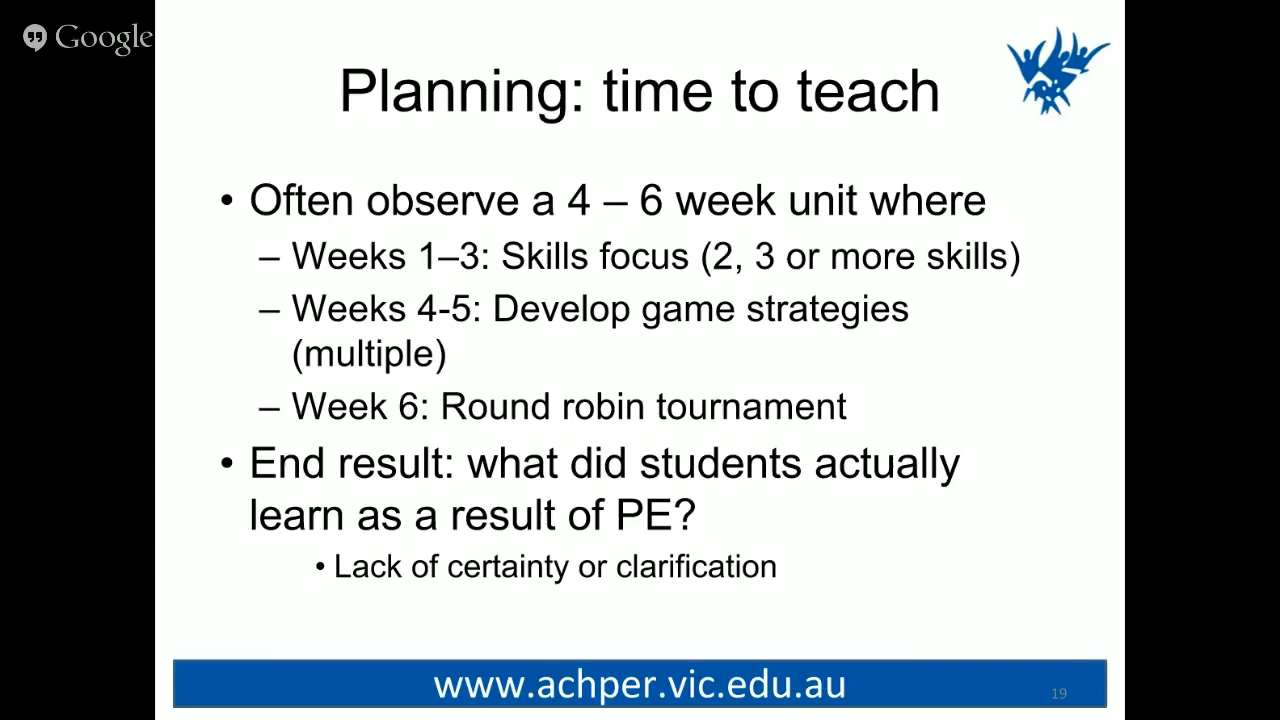 Google
Planning: time to teach
• Often observe a 4 – 6 week unit where
– Weeks 1–3: Skills focus (2, 3 or more skills)
– Weeks 4-5: Develop game strategies
(multiple)
– Week 6: Round robin tournament
• End result: what did students actually
learn as a result of PE?
• Lack of certainty or clarification
www.achper.vic.edu.au
19